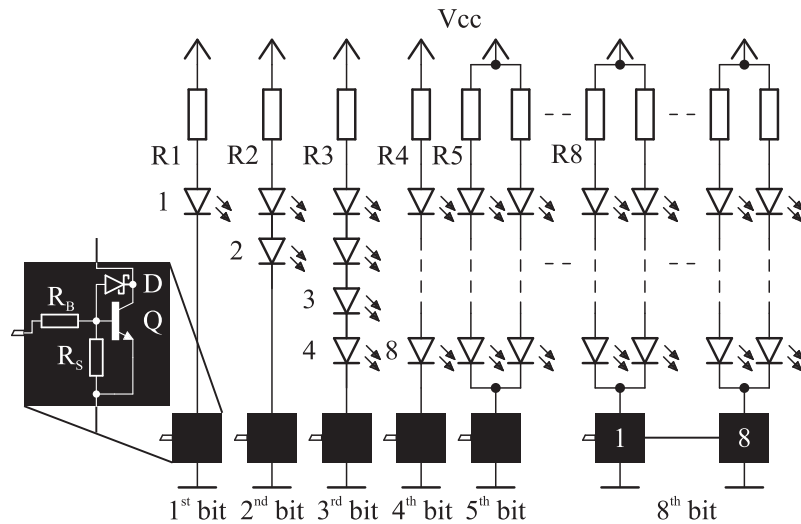 Vcc
R1 R2 R3 R4 R5 R8
1
2
3
4 8
D
R_B Q
R_S
1 8
1st bit 2nd bit 3rd bit 4th bit 5th bit 8th bit